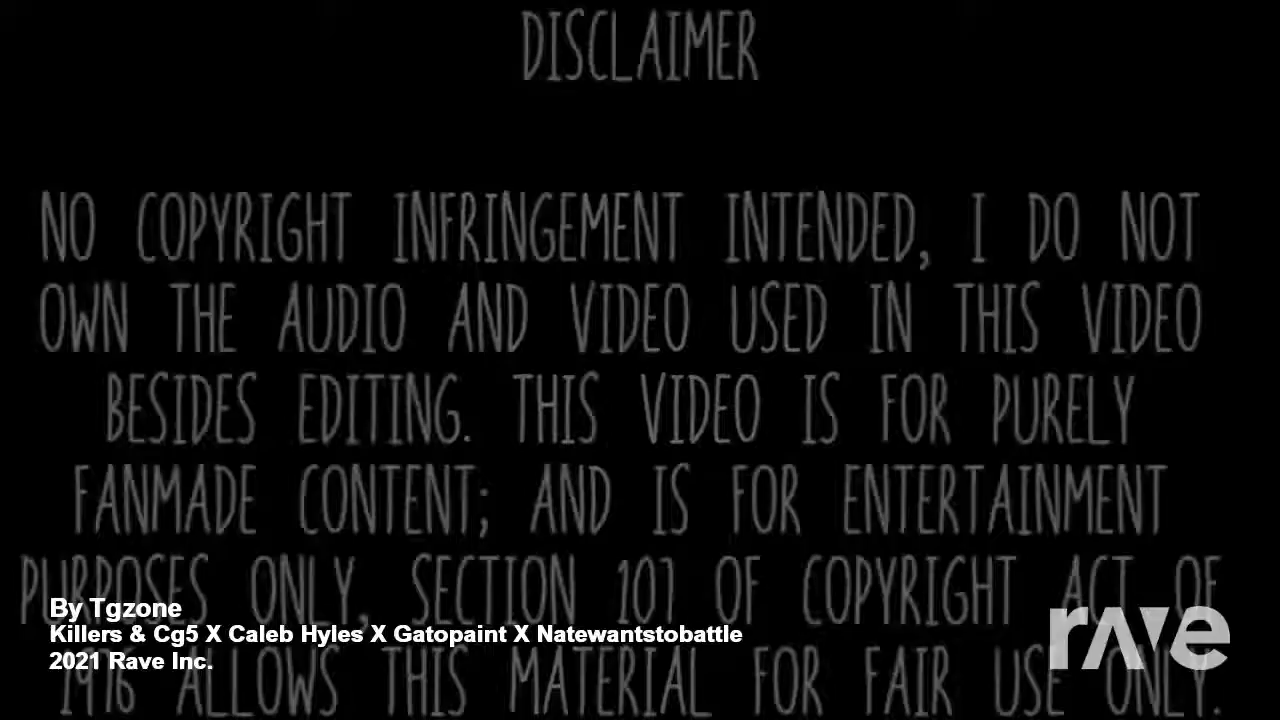 DISCLAIMER
NO COPYRIGHT INFRINGEMENT INTENDED, I DO NOT
OWN THE AUDIO AND VIDEO USED IN THIS VIDEO
BESIDES EDITING. THIS VIDEO IS FOR PURELY
FANMADE CONTENT; AND IS FOR ENTERTAINMENT
PURPOSES ONLY, SECTION 107 OF COPYRIGHT ACT OF
1976 ALLOWS THIS MATERIAL FOR FAIR USE ONLY.
By Tgzone
Killers & Cg5 X Caleb Hyles X Gatopaint X Natewantstobattle
2021 Rave Inc.
rave